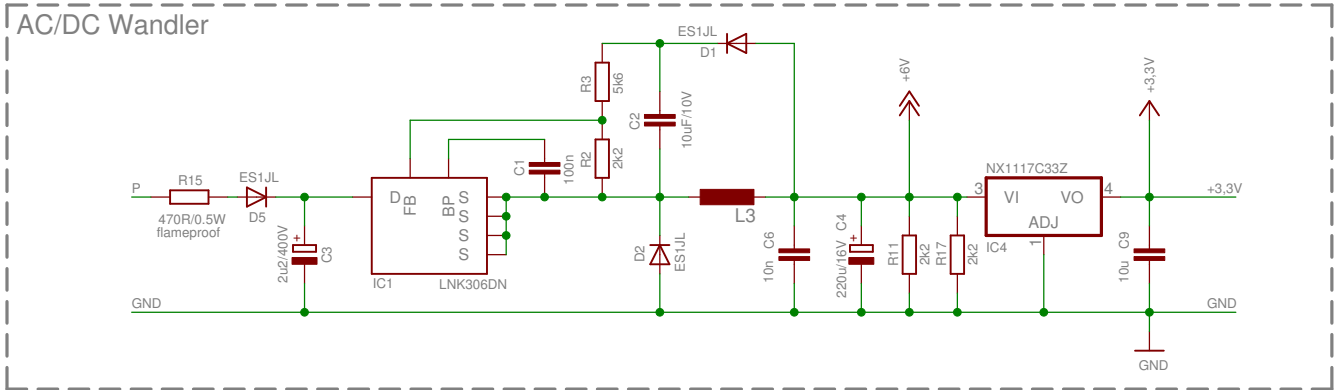 AC/DC Wandler
ES1JL
D1
R3
5k6
C2
10uF/10V
+6V
+3,3V
R2
2k2
C1
100n
P
R15
470R/0.5W
flameproof
ES1JL
D5
2u2/400V
+
C3
D
FB
BP
S
S
S
S
IC1
LNK306DN
D2
ES1JL
L3
C6
10n
C4
+
220u/16V
R11
2k2
R17
2k2
NX1117C33Z
3
VI
VO
4
ADJ
1
IC4
+3,3V
C9
10u
GND
GND
GND